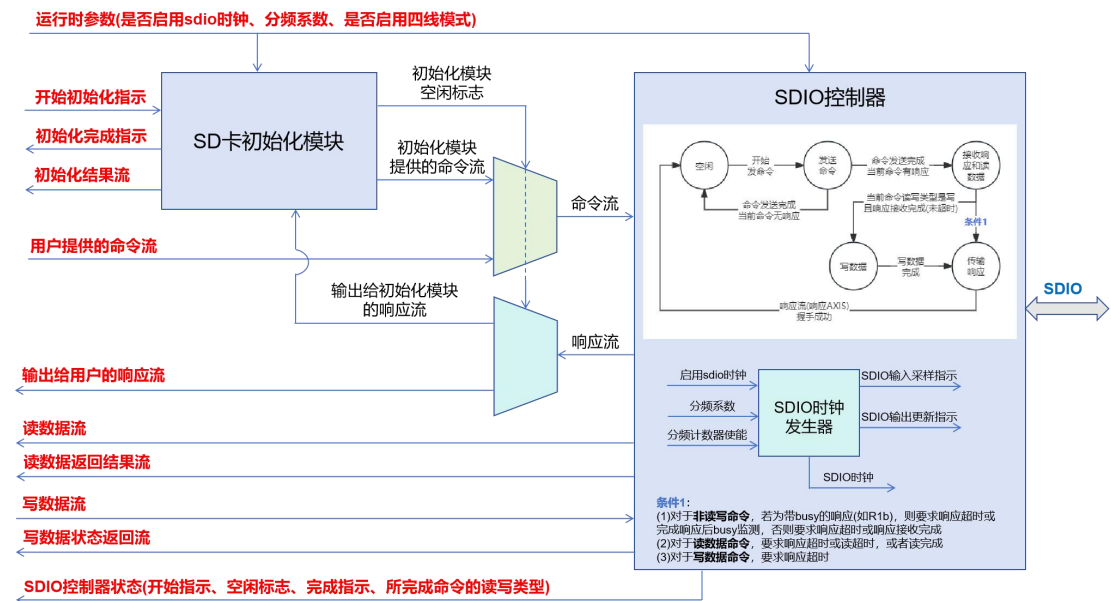 运行时参数(是否启用sdio时钟、分频系数、是否启用四线模式)
开始初始化指示
初始化完成指示
初始化结果流
用户提供的命令流
SD卡初始化模块
初始化模块
空闲标志
初始化模块
提供的命令流
命令流
输出给初始化模块
的响应流
响应流
输出给用户的响应流
读数据流
读数据返回结果流
写数据流
写数据状态返回流
SDIO控制器状态(开始指示、空闲标志、完成指示、所完成命令的读写类型)
SDIO控制器
空闲
开始
发命令
发送
命令
命令发送完成
当前命令有响应
接收响
应和读
数据
命令发送完成
当前命令无响应
当前命令读写类型是写
且响应接收完成(未超时)
条件1
写数据
写数据
完成
传输
响应
响应流(响应AXIS)
握手成功
SDIO
启用sdio时钟
分频系数
分频计数器使能
SDIO时钟
发生器
SDIO输入采样指示
SDIO输出更新指示
SDIO时钟
条件1:
(1)对于非读写命令，若为带busy的响应(如R1b)，则要求响应超时或
完成响应后busy监测，否则要求响应超时或响应接收完成
(2)对于读数据命令，要求响应超时或读超时，或者读完成
(3)对于写数据命令，要求响应超时